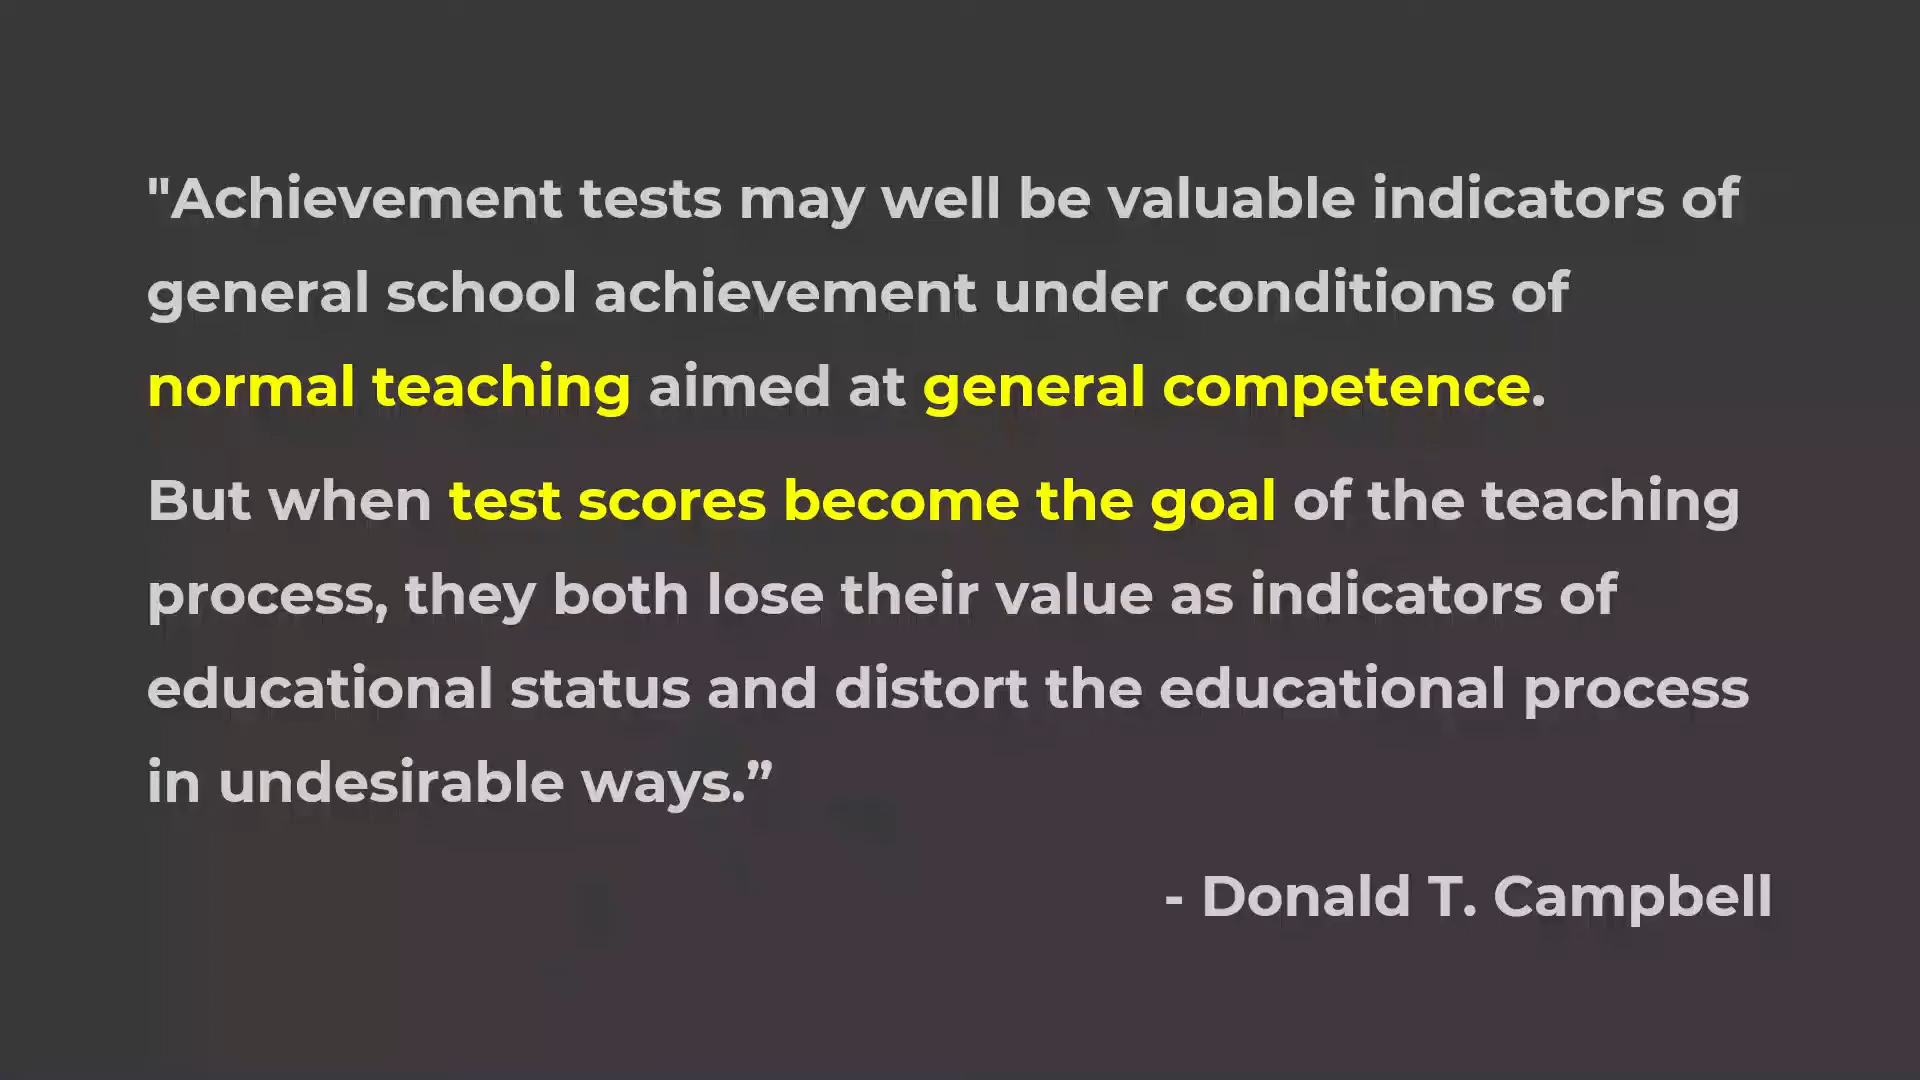 "Achievement tests may well be valuable indicators of
general school achievement under conditions of
normal teaching aimed at general competence.
But when test scores become the goal of the teaching
process, they both lose their value as indicators of
educational status and distort the educational process
in undesirable ways.”
- Donald T. Campbell